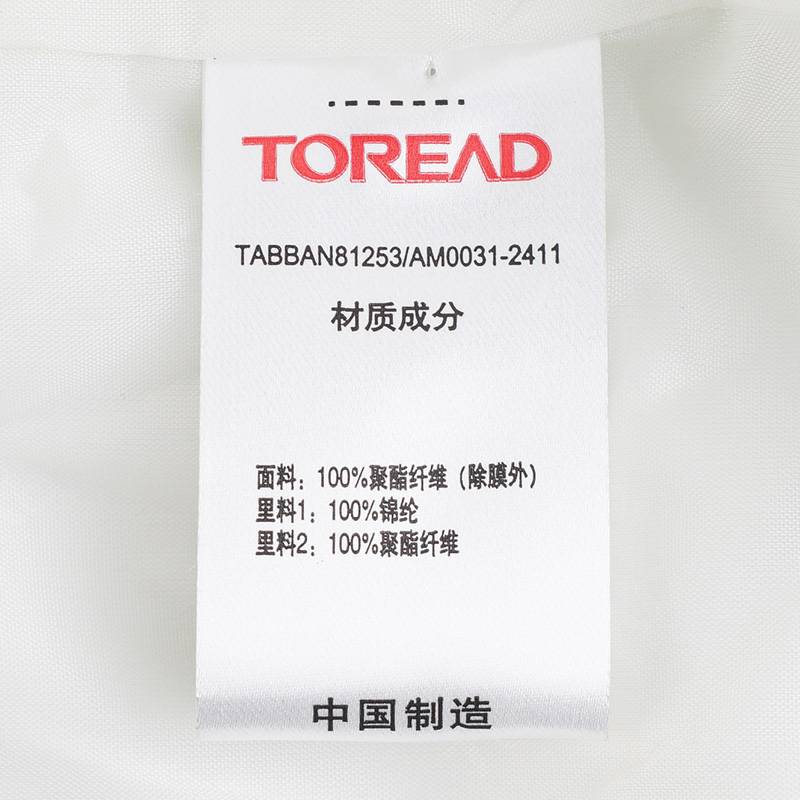 TOREAD
TABBAN81253/AM0031-2411
材质成分
面料：100%聚酯纤维（除膜外）
里料1：100%锦纶
里料2：100%聚酯纤维
中国制造